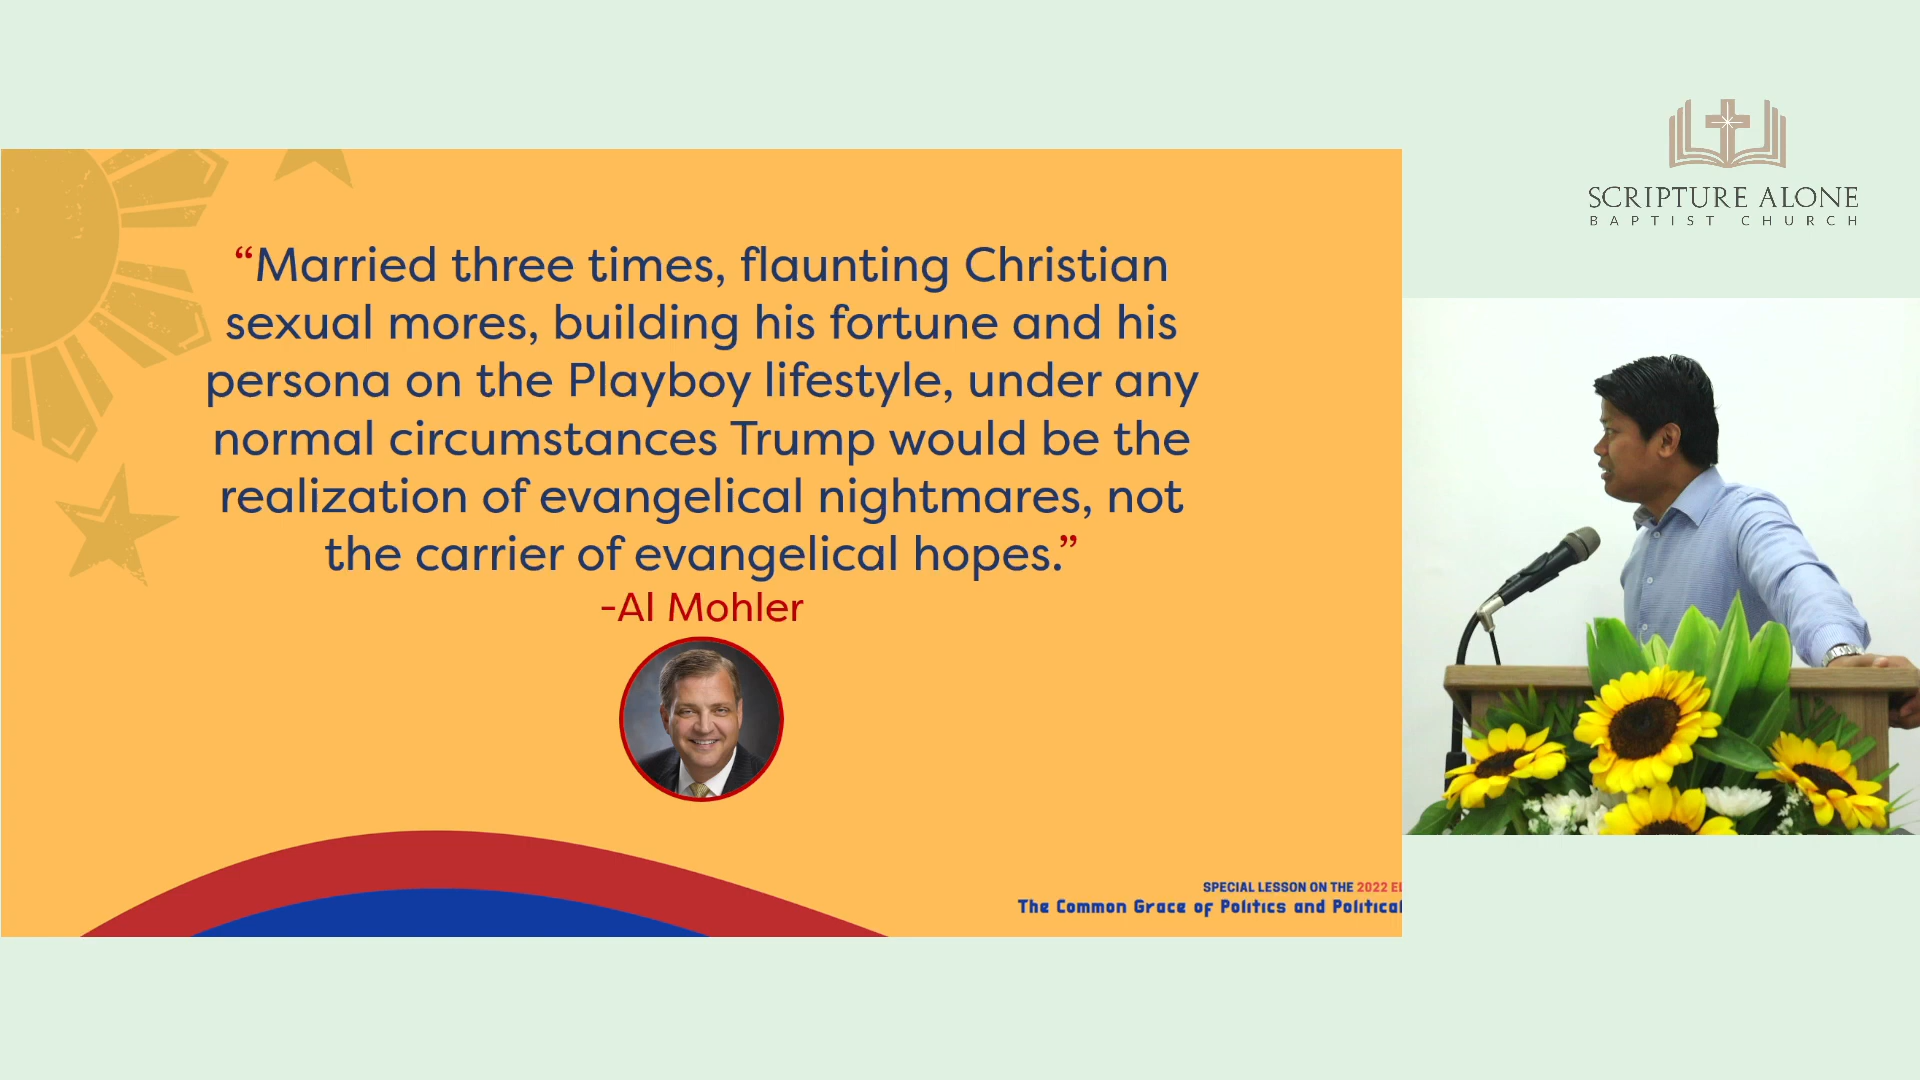 “Married three times, flaunting Christian
sexual mores, building his fortune and his
persona on the Playboy lifestyle, under any
normal circumstances Trump would be the
realization of evangelical nightmares, not
the carrier of evangelical hopes.”
-Al Mohler
SPECIAL LESSON ON THE 2022
The Common Grace of Politics and Political
SCRIPTURE ALONE
BAPTIST CHURCH